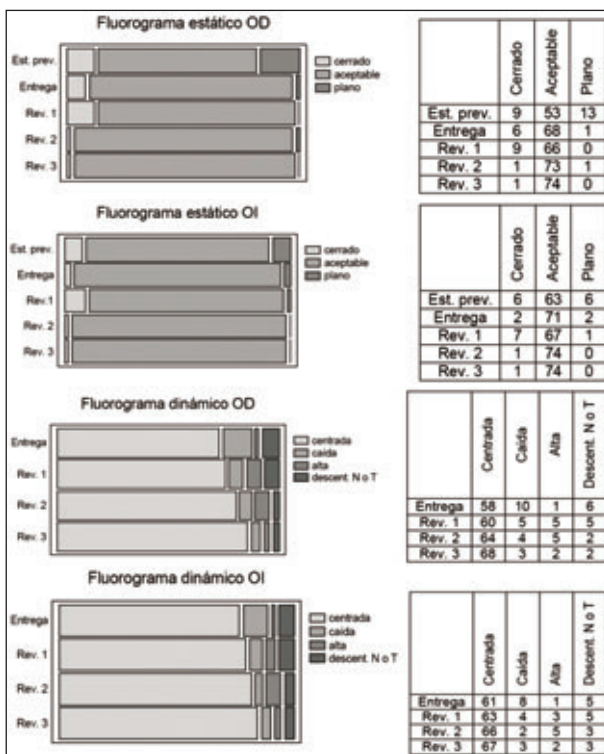 Fluorograma estático OD
Est. prev.
Entrega
Rev. 1
Rev. 2
Rev. 3
cerrado
aceptable
plano
Cerrado Aceptable Plano
Est. prev. 9 53 13
Entrega 6 68 1
Rev. 1 9 66 0
Rev. 2 1 73 1
Rev. 3 1 74 0
Fluorograma estático OI
Est. prev.
Entrega
Rev.1
Rev. 2
Rev. 3
cerrado
aceptable
plano
Cerrado Aceptable Plano
Est. prev. 6 63 6
Entrega 2 71 2
Rev. 1 7 67 1
Rev. 2 1 74 0
Rev. 3 1 74 0
Fluorograma dinámico OD
Entrega
Rev. 1
Rev. 2
Rev. 3
centrada
caída
alta
descent. N o T
Centrada Caída Alta Descent. N o T
Entrega 58 10 1 6
Rev. 1 60 5 5 5
Rev. 2 64 4 5 2
Rev. 3 68 3 2 2
Fluorograma dinámico OI
Entrega
Rev. 1
Rev. 2
Rev. 3
centrada
caida
alta
descent. N o T
Centrada Caída Alta Descent. N o T
Entrega 61 8 1 5
Rev. 1 63 4 3 5
Rev. 2 66 2 5 3
Rev. 3 67 3 2 3